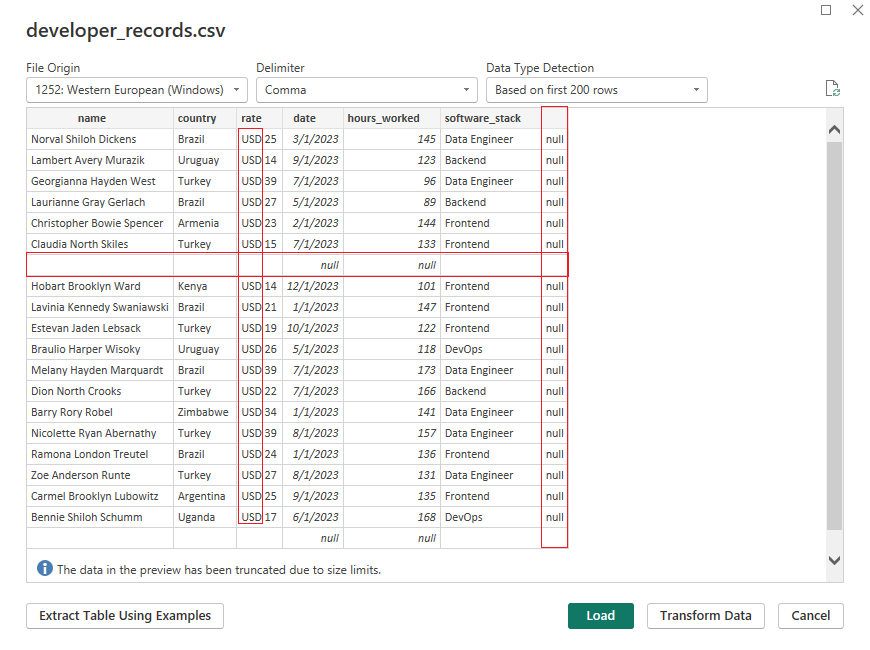 developer_records.csv
File Origin Delimiter Data Type Detection
1252: Western European (Windows) Comma Based on first 200 rows
name country rate date hours_worked software_stack
Norval Shiloh Dickens Brazil USD 25 3/1/2023 145 Data Engineer null
Lambert Avery Murazik Uruguay USD 14 9/1/2023 123 Backend null
Georgianna Hayden West Turkey USD 39 7/1/2023 96 Data Engineer null
Laurianne Gray Gerlach Brazil USD 27 5/1/2023 89 Backend null
Christopher Bowie Spencer Armenia USD 23 2/1/2023 144 Frontend null
Claudia North Skiles Turkey USD 15 7/1/2023 133 Frontend null
null null
Hobart Brooklyn Ward Kenya USD 14 12/1/2023 101 Frontend null
Lavinia Kennedy Swaniawski Brazil USD 21 1/1/2023 147 Frontend null
Estevan Jaden Lebsack Turkey USD 19 10/1/2023 122 Frontend null
Braulio Harper Wisoky Uruguay USD 26 5/1/2023 118 DevOps null
Melany Hayden Marquardt Brazil USD 39 7/1/2023 173 Data Engineer null
Dion North Crooks Turkey USD 22 7/1/2023 166 Backend null
Barry Rory Robel Zimbabwe USD 34 1/1/2023 141 Data Engineer null
Nicolette Ryan Abernathy Turkey USD 39 8/1/2023 157 Data Engineer null
Ramona London Treutel Brazil USD 24 1/1/2023 136 Frontend null
Zoe Anderson Runte Turkey USD 27 8/1/2023 131 Data Engineer null
Carmel Brooklyn Lubowitz Argentina USD 25 9/1/2023 135 Frontend null
Bennie Shiloh Schumm Uganda USD 17 6/1/2023 168 DevOps null
null null
The data in the preview has been truncated due to size limits.
Extract Table Using Examples Load Transform Data Cancel